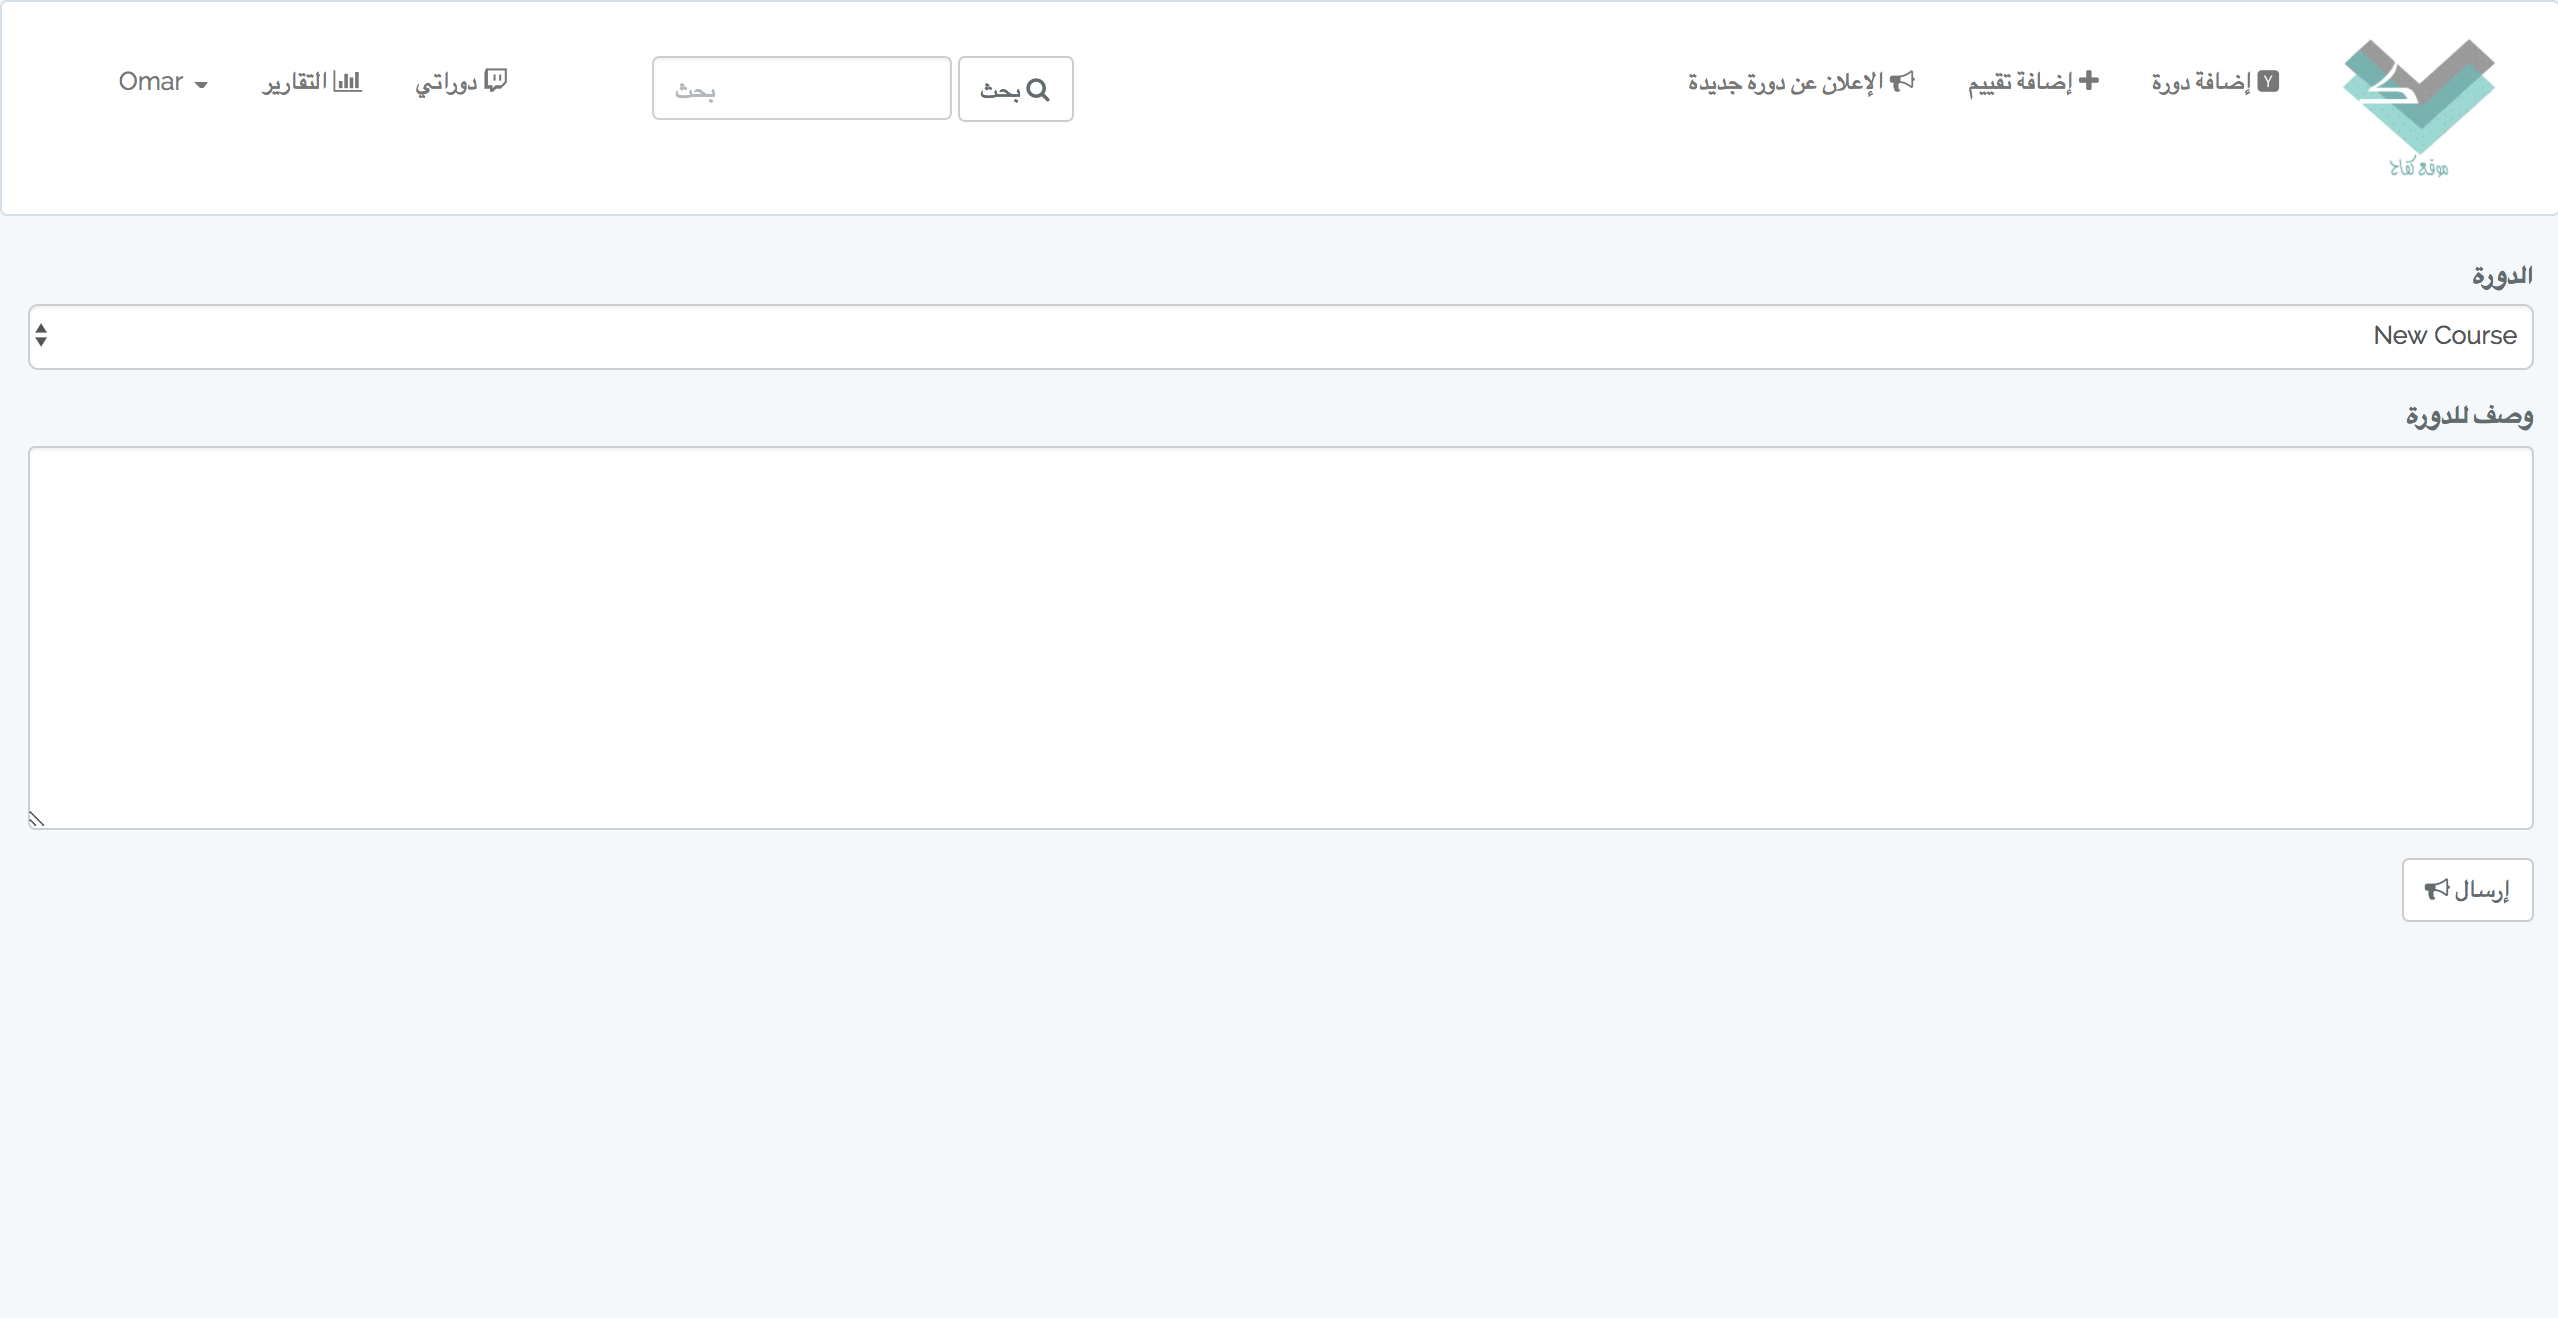 موقع كفاح
إضافة دورة
إضافة تقييم
الإعلان عن دورة جديدة
بحث
بحث
دوراتي
التقارير
Omar
الدورة
New Course
وصف للدورة
إرسال